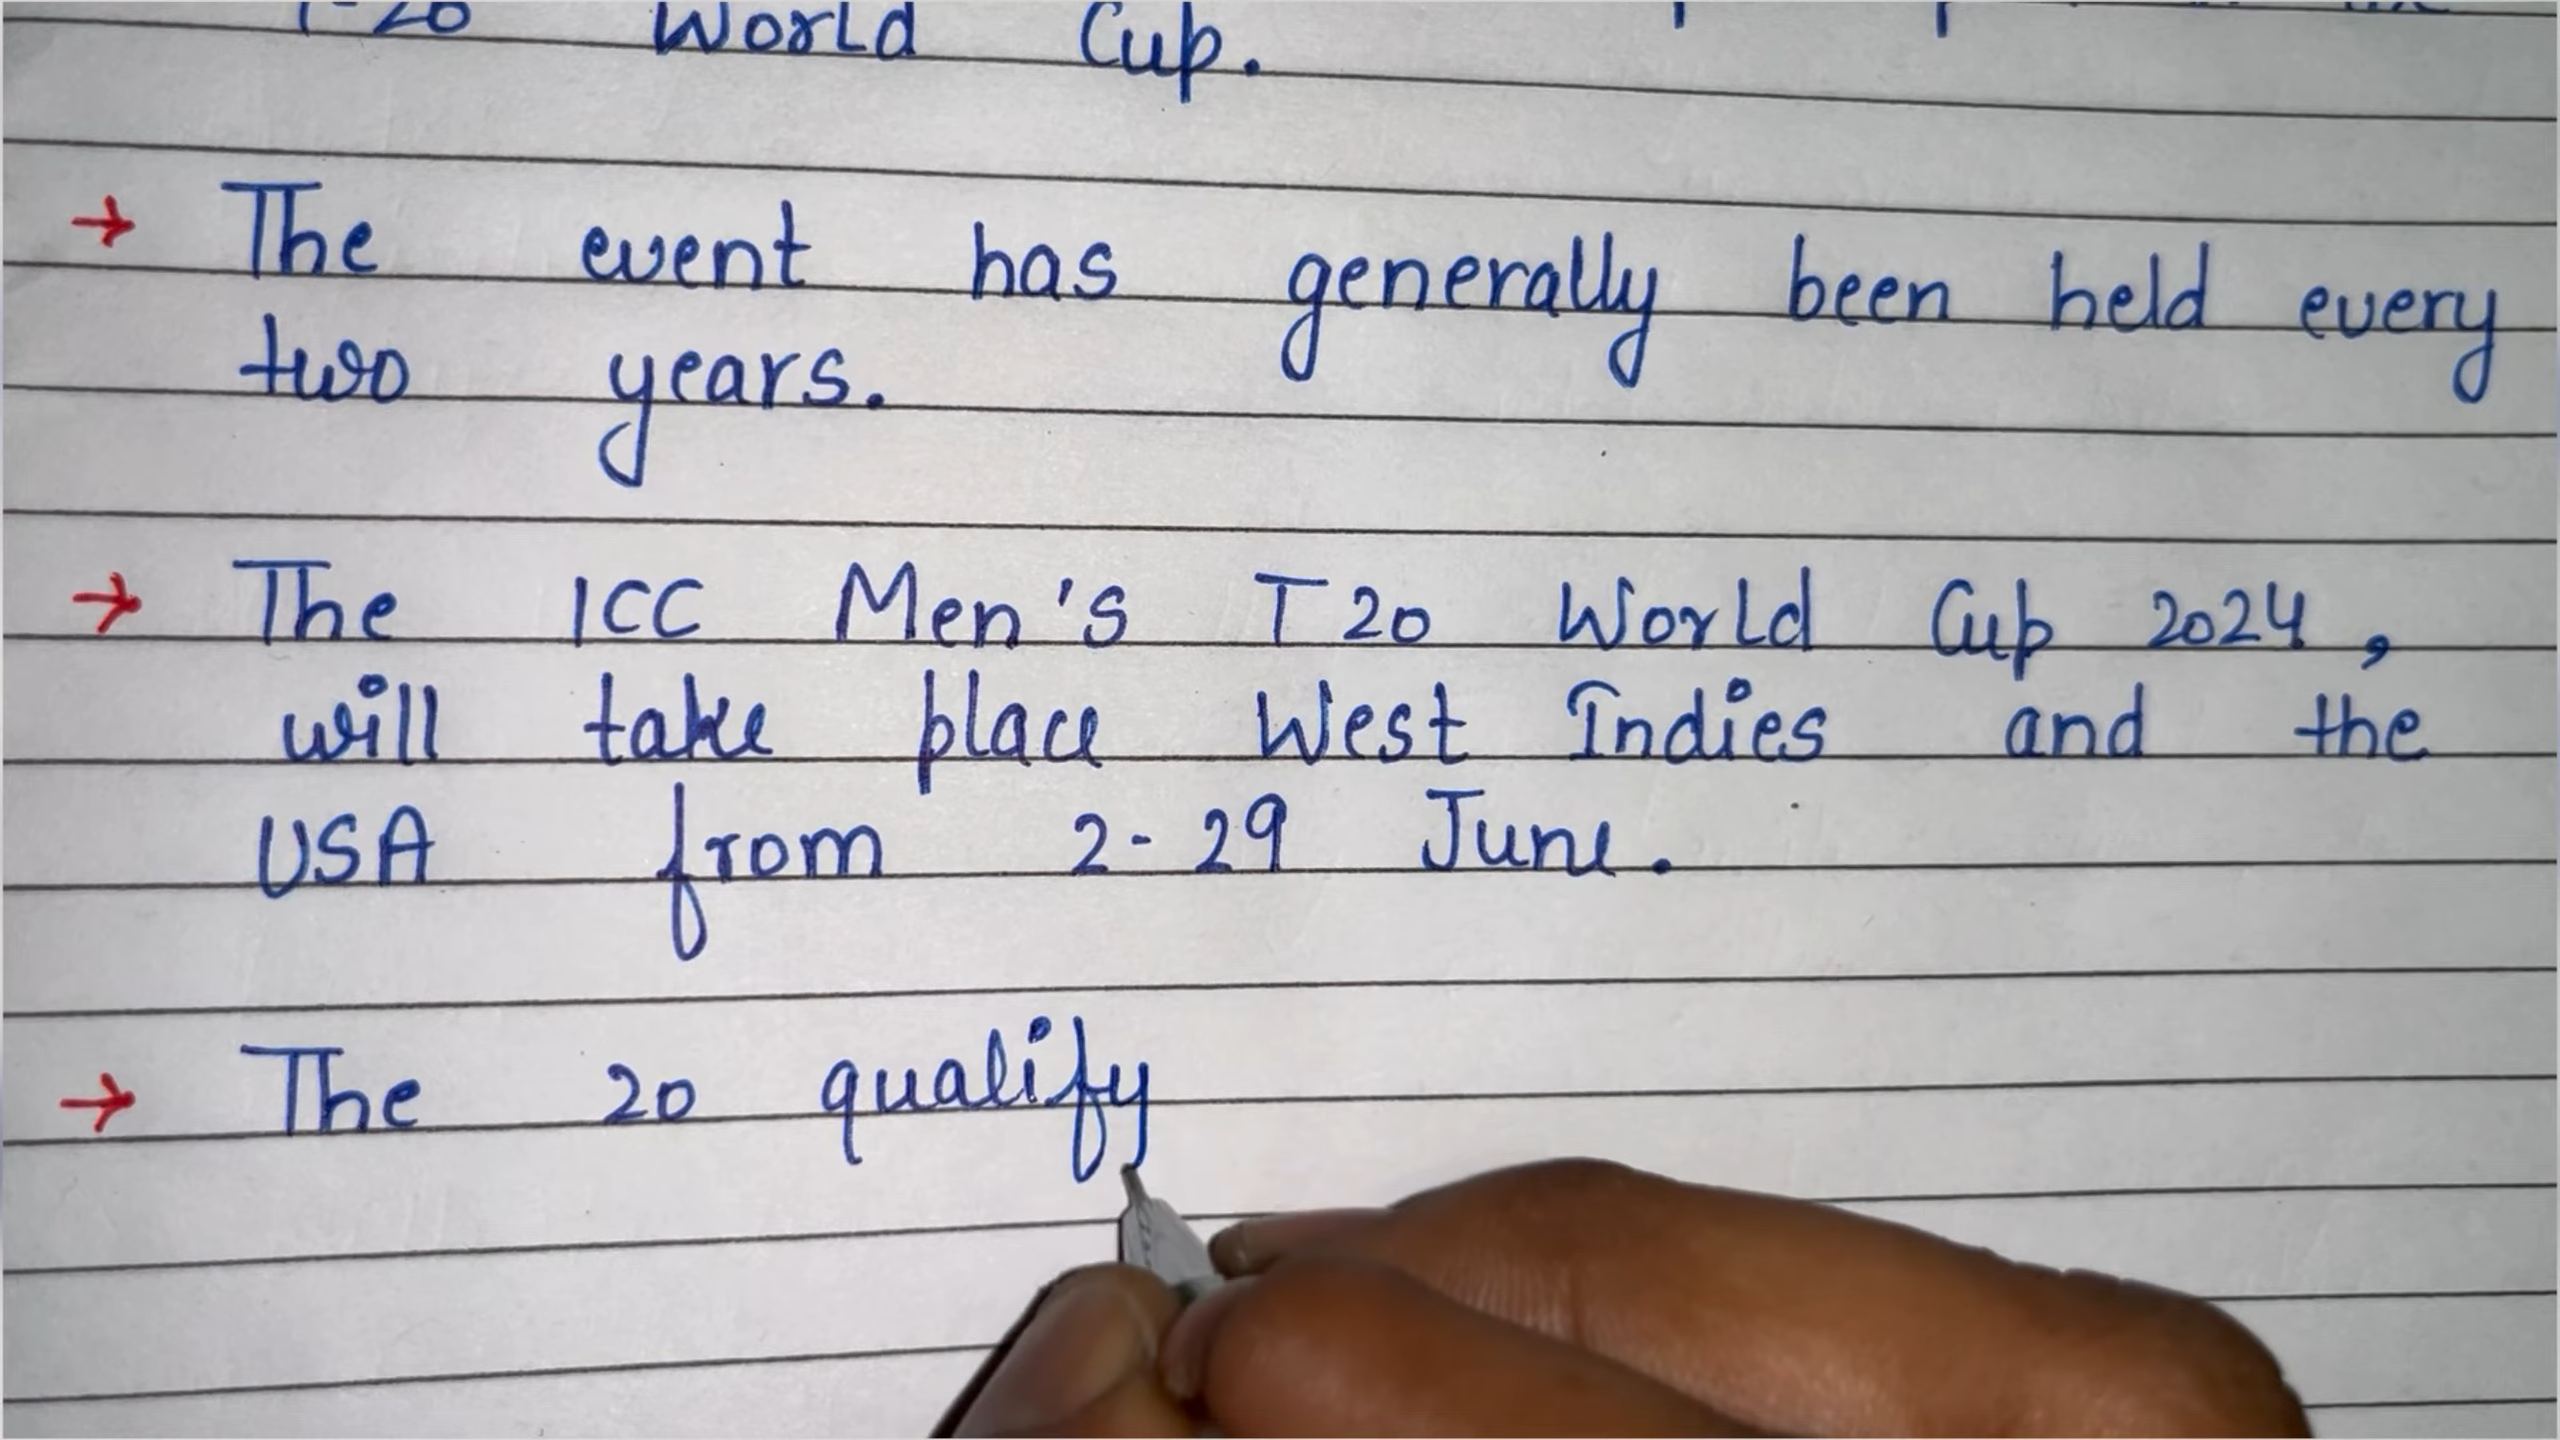 T-20 World Cup.
→ The event has generally been held every
two years.
→ The ICC Men's T20 World Cup 2024,
will take place West Indies and the
USA from 2-29 June.
→ The 20 qualify